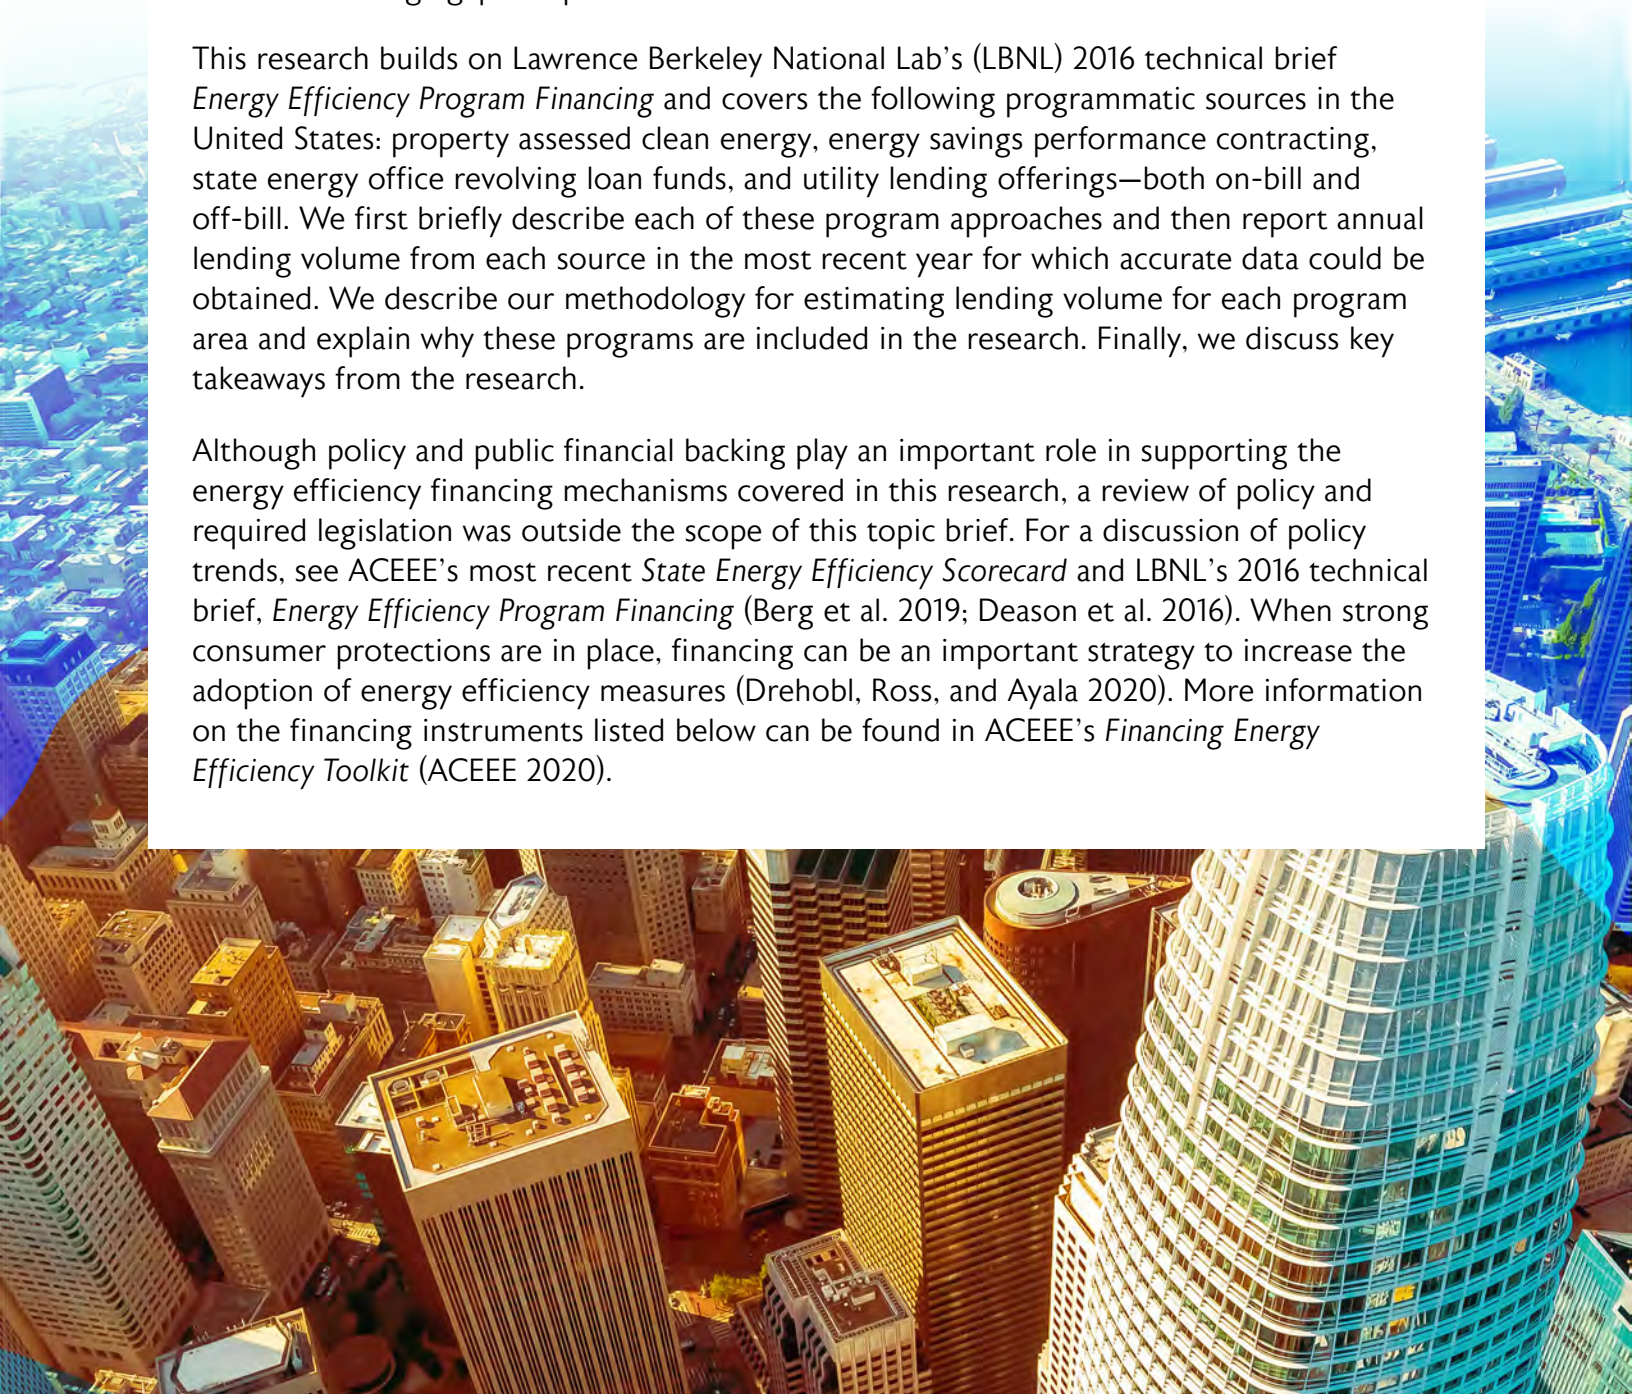 This research builds on Lawrence Berkeley National Lab’s (LBNL) 2016 technical brief
Energy Efficiency Program Financing and covers the following programmatic sources in the
United States: property assessed clean energy, energy savings performance contracting,
state energy office revolving loan funds, and utility lending offerings—both on-bill and
off-bill. We first briefly describe each of these program approaches and then report annual
lending volume from each source in the most recent year for which accurate data could be
obtained. We describe our methodology for estimating lending volume for each program
area and explain why these programs are included in the research. Finally, we discuss key
takeaways from the research.
Although policy and public financial backing play an important role in supporting the
energy efficiency financing mechanisms covered in this research, a review of policy and
required legislation was outside the scope of this topic brief. For a discussion of policy
trends, see ACEEE’s most recent State Energy Efficiency Scorecard and LBNL’s 2016 technical
brief, Energy Efficiency Program Financing (Berg et al. 2019; Deason et al. 2016). When strong
consumer protections are in place, financing can be an important strategy to increase the
adoption of energy efficiency measures (Drehobl, Ross, and Ayala 2020). More information
on the financing instruments listed below can be found in ACEEE’s Financing Energy
Efficiency Toolkit (ACEEE 2020).